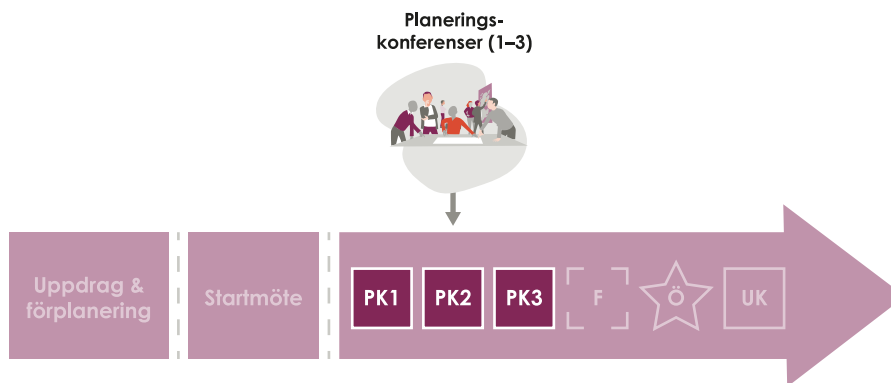 Planerings-
konferenser (1–3)
Uppdrag &
förplanering
Startmöte
PK1
PK2
PK3
F
Ö
UK